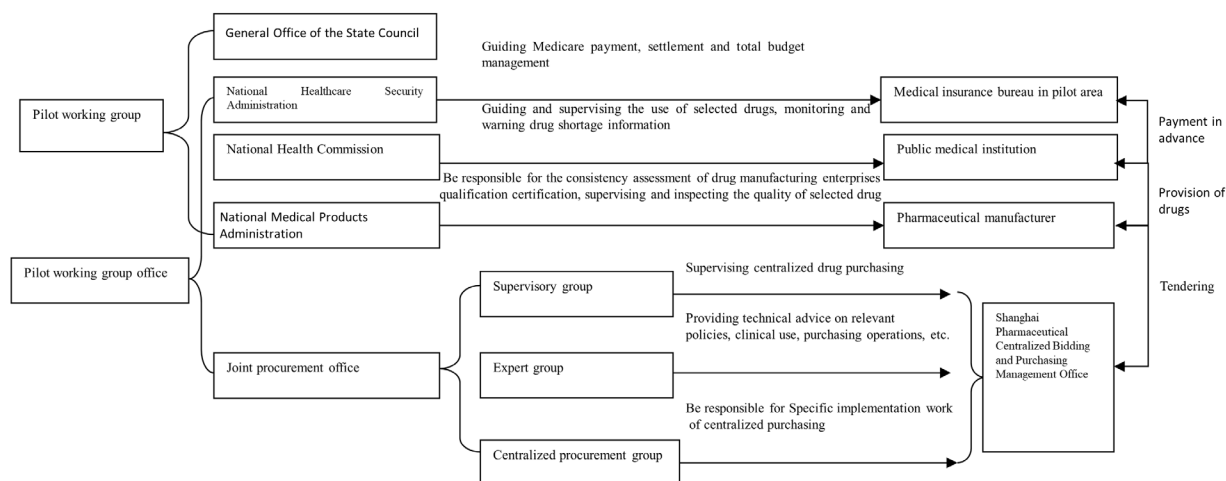 General Office of the State Council
Guiding Medicare payment, settlement and total budget
management
National Healthcare Security
Administration
Medical insurance bureau in pilot area
Pilot working group
Guiding and supervising the use of selected drugs, monitoring and
warning drug shortage information
Payment in
advance
National Health Commission
Public medical institution
Be responsible for the consistency assessment of drug manufacturing enterprises
qualification certification, supervising and inspecting the quality of selected drug
Provision of
drugs
National Medical Products
Administration
Pharmaceutical manufacturer
Pilot working group office
Supervising centralized drug purchasing
Supervisory group
Tendering
Providing technical advice on relevant
policies, clinical use, purchasing operations, etc.
Shanghai
Pharmaceutical
Centralized Bidding
and Purchasing
Management Office
Joint procurement office
Expert group
Be responsible for Specific implementation work
of centralized purchasing
Centralized procurement group